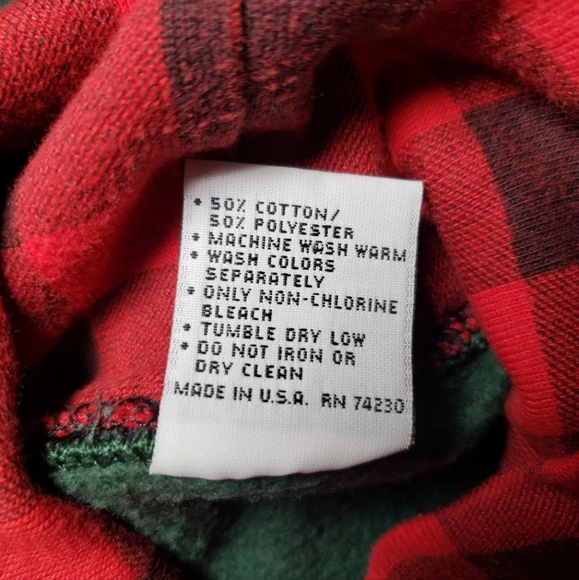 • 50% COTTON/
50% POLYESTER
• MACHINE WASH WARM
• WASH COLORS
SEPARATELY
• ONLY NON-CHLORINE
BLEACH
• TUMBLE DRY LOW
• DO NOT IRON OR
DRY CLEAN
MADE IN U.S.A. RN 74230